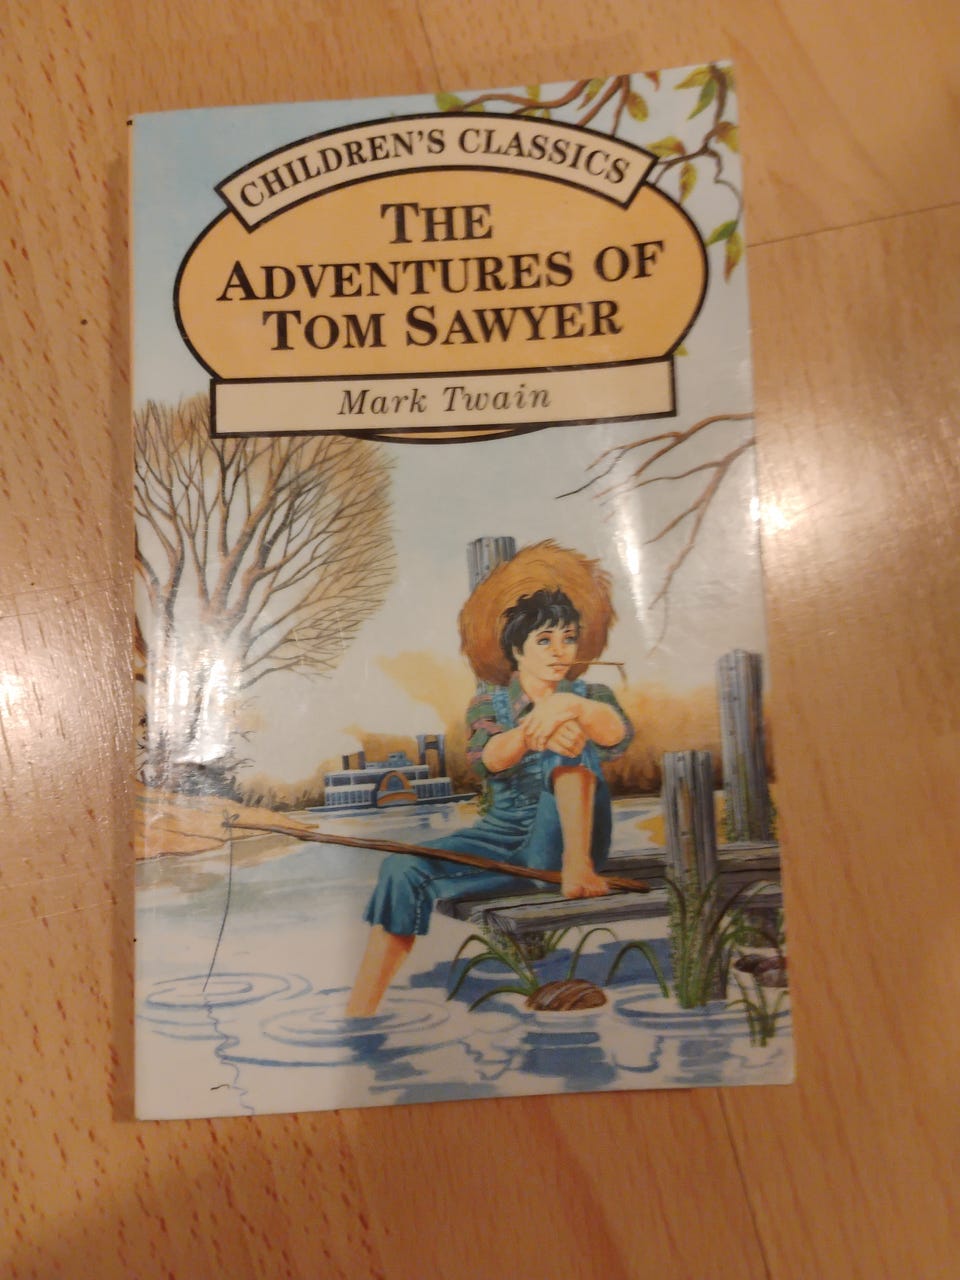 CHILDREN'S CLASSICS
THE
ADVENTURES OF
TOM SAWYER
Mark Twain